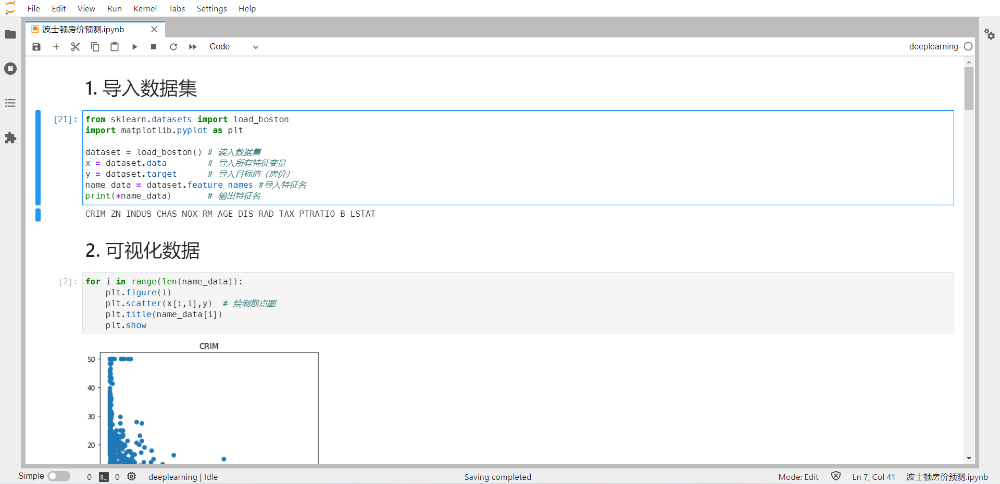 File Edit View Run Kernel Tabs Settings Help
波士顿房价预测.ipynb
Code deeplearning
1. 导入数据集
[21]: from sklearn.datasets import load_boston
import matplotlib.pyplot as plt
dataset = load_boston() # 读入数据集
x = dataset.data # 导入所有特征变量
y = dataset.target # 导入目标值（房价）
name_data = dataset.feature_names #导入特征名
print(*name_data) # 输出特征名
CRIM ZN INDUS CHAS NOX RM AGE DIS RAD TAX PTRATIO B LSTAT
2. 可视化数据
[2]: for i in range(len(name_data)):
plt.figure(i)
plt.scatter(x[:,i],y) # 绘制散点图
plt.title(name_data[i])
plt.show
CRIM
50
40
30
20
Simple 0 $_ 0 deeplearning | Idle Saving completed Mode: Edit Ln 7, Col 41 波士顿房价预测.ipynb